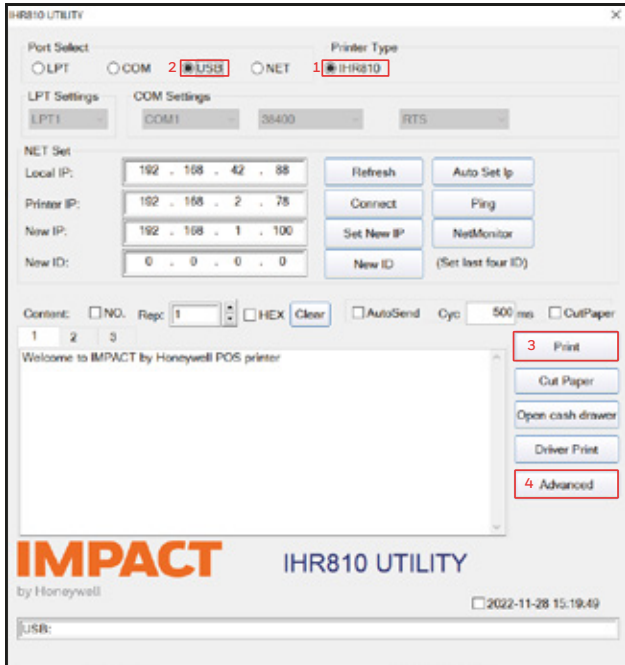 IHR810 UTILITY
Port Select
Printer Type
LPT COM 2 USB NET 1 IHR810
LPT Settings COM Settings
LPT1 COM1 38400 RTS
NET Set
Local IP: 192 . 168 . 42 . 88 Refresh Auto Set Ip
Printer IP: 192 . 168 . 2 . 78 Connect Ping
New IP: 192 . 168 . 1 . 100 Set New IP NetMonitor
New ID: 0 . 0 . 0 . 0 New ID (Set last four ID)
Content: NO. Rep: 1 HEX Clear AutoSend Cyc 500 ms CutPaper
1 2 3
3 Print
Welcome to IMPACT by Honeywell POS printer
Cut Paper
Open cash drawer
Driver Print
4 Advanced
IMPACT
by Honeywell
IHR810 UTILITY
2022-11-28 15:19:49
USB: